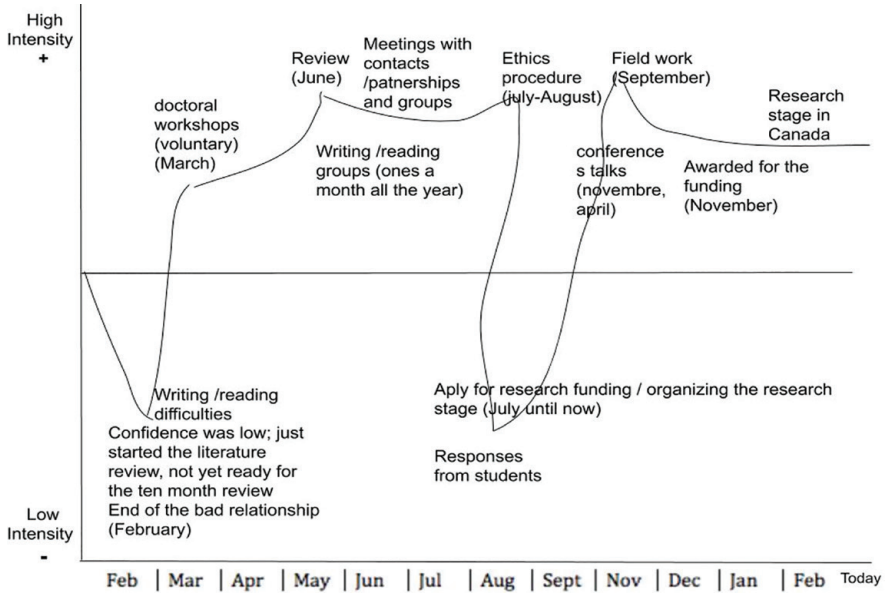 High
Intensity
+
Review
(June)
Meetings with
contacts
/patnerships
and groups
Ethics
procedure
(july-August)
Field work
(September)
doctoral
workshops
(voluntary)
(March)
Research
stage in
Canada
Writing /reading
groups (ones a
month all the year)
conference
s talks
(novembre,
april)
Awarded for the
funding
(November)
Writing /reading
difficulties
Confidence was low; just
started the literature
review, not yet ready for
the ten month review
End of the bad relationship
(February)
Aply for research funding / organizing the research
stage (July until now)
Responses
from students
Low
Intensity
-
Feb | Mar | Apr | May | Jun | Jul | Aug | Sept | Nov | Dec | Jan | Feb Today